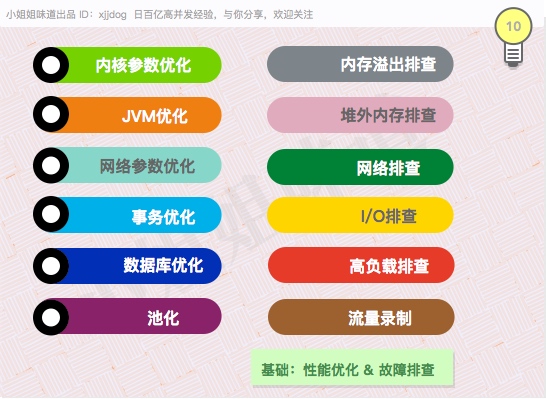 小姐姐味道出品 ID：xjjdog 日百亿高并发经验，与你分享，欢迎关注
10
内核参数优化
内存溢出排查
JVM优化
堆外内存排查
网络参数优化
网络排查
事务优化
I/O排查
数据库优化
高负载排查
池化
流量录制
基础：性能优化 & 故障排查